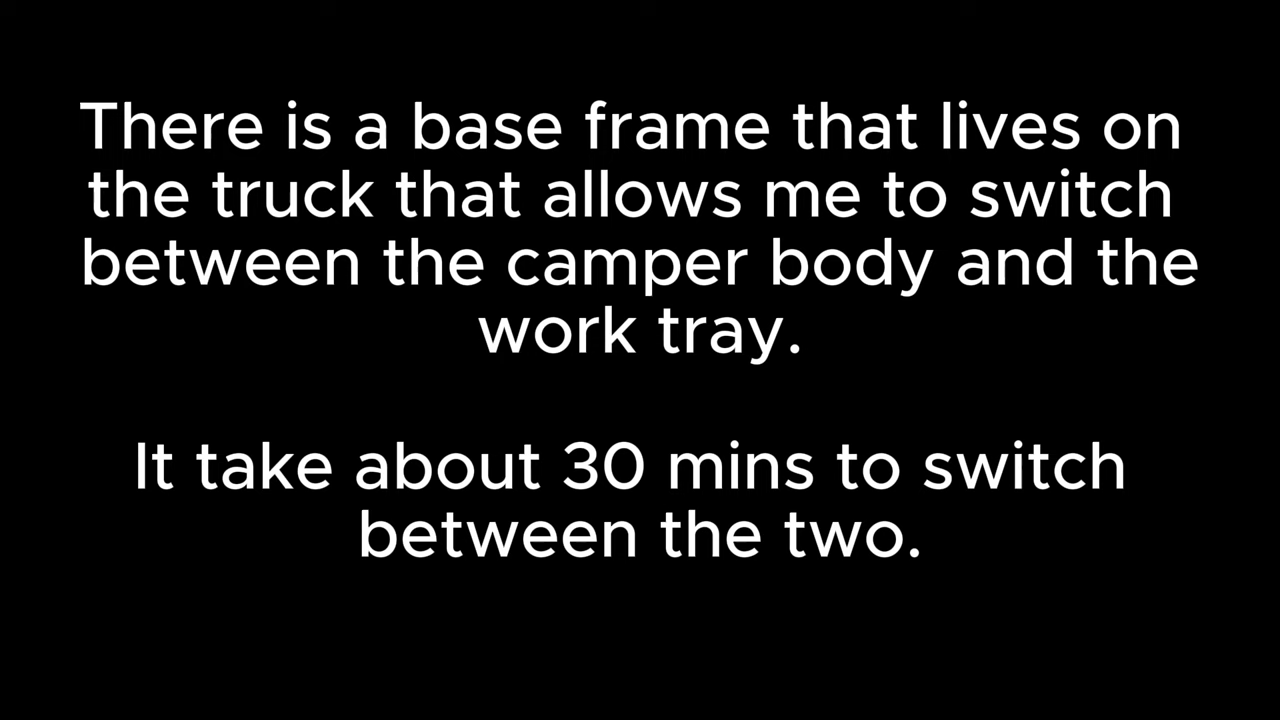 There is a base frame that lives on
the truck that allows me to switch
between the camper body and the
work tray.
It take about 30 mins to switch
between the two.